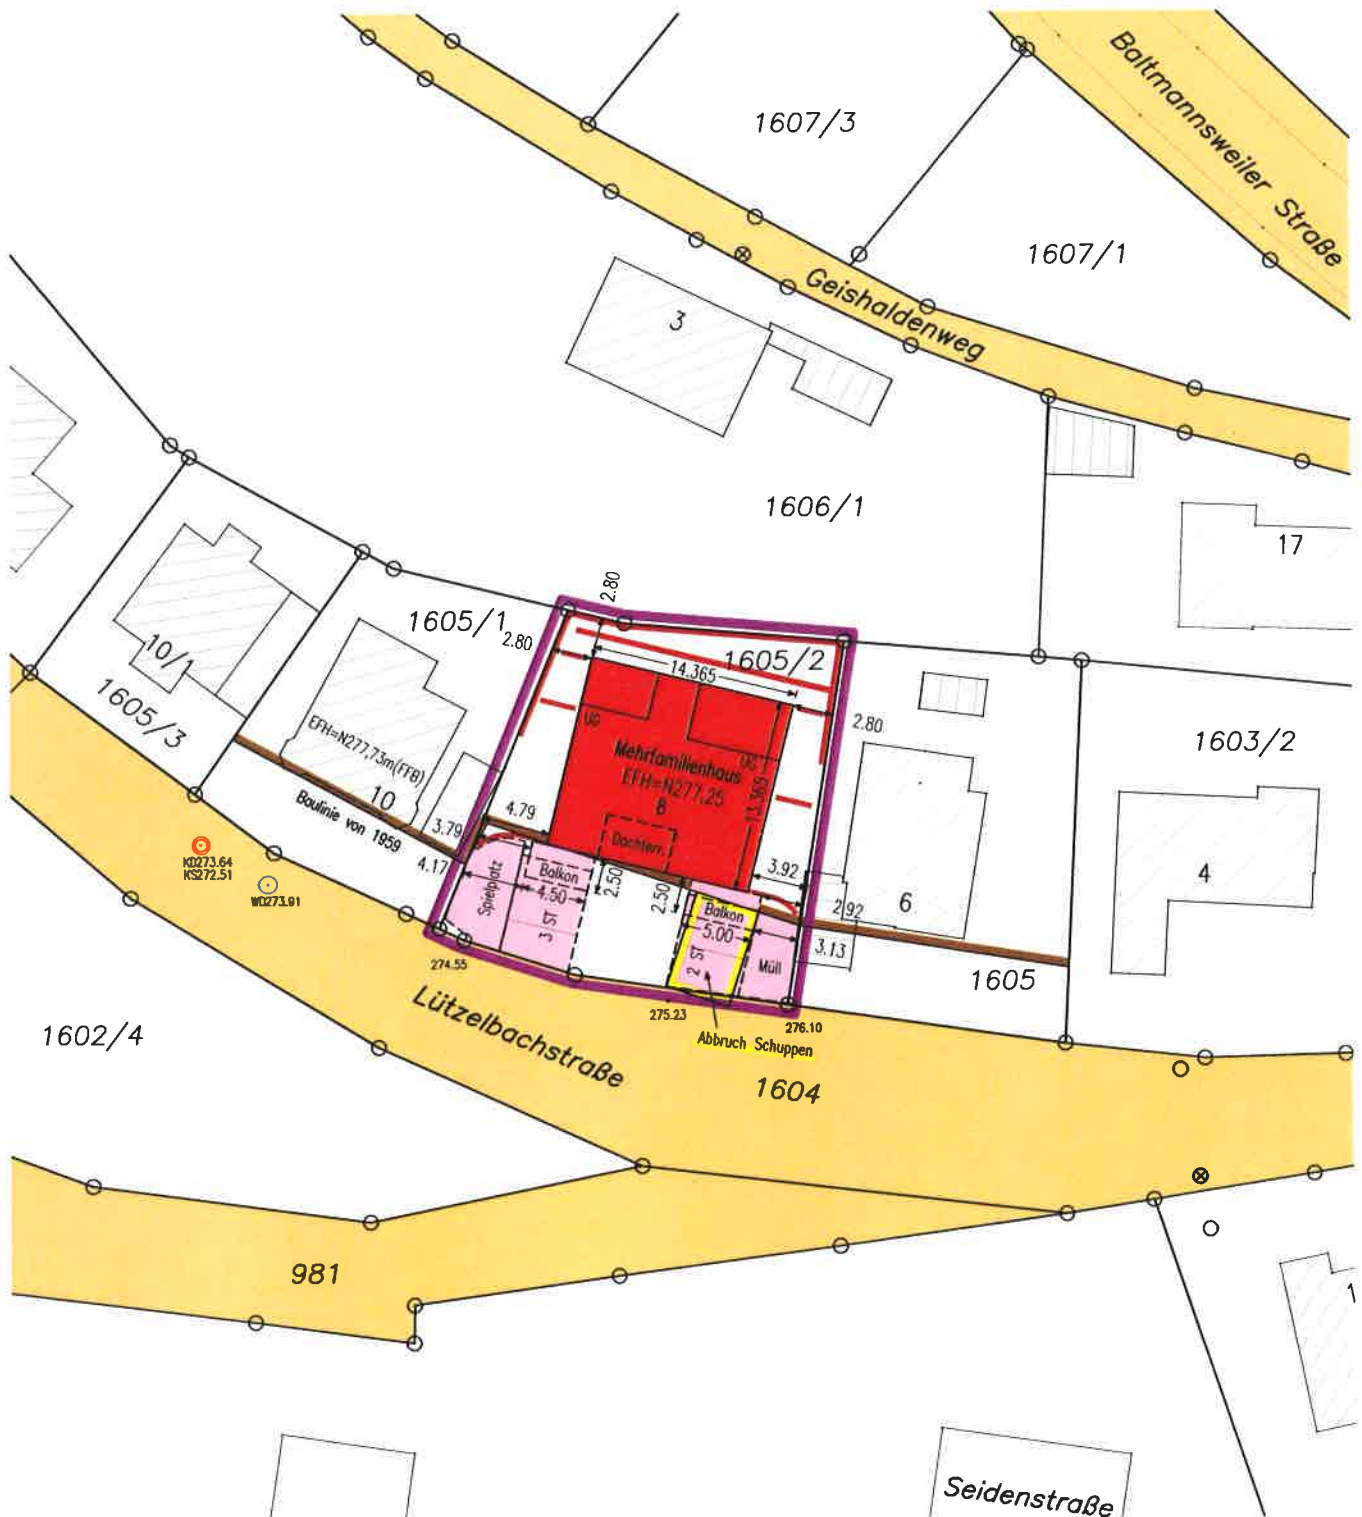 Baltmannsweiler Straße
1607/3
1607/1
Geishaldenweg
3
1606/1
17
2.80
1605/1
2.80
1605/2
14.365
10/1
1605/3
EFH=N277,73m(FFB)
10
UG
UG
2.80
Mehrfamilienhaus
EFH=N277,25
8
13.365
1603/2
Baulinie von 1959
4.79
3.79
4.17
Dachterr.
3.92
KD273.64
KS272.51
WD273.91
Spielplatz
Balkon
4.50
3 ST
2.50
2.50
Balkon
5.00
2 ST
Müll
2.92
3.13
6
4
1605
274.55
275.23
276.10
Abbruch Schuppen
Lützelbachstraße
1602/4
1604
981
1
Seidenstraße